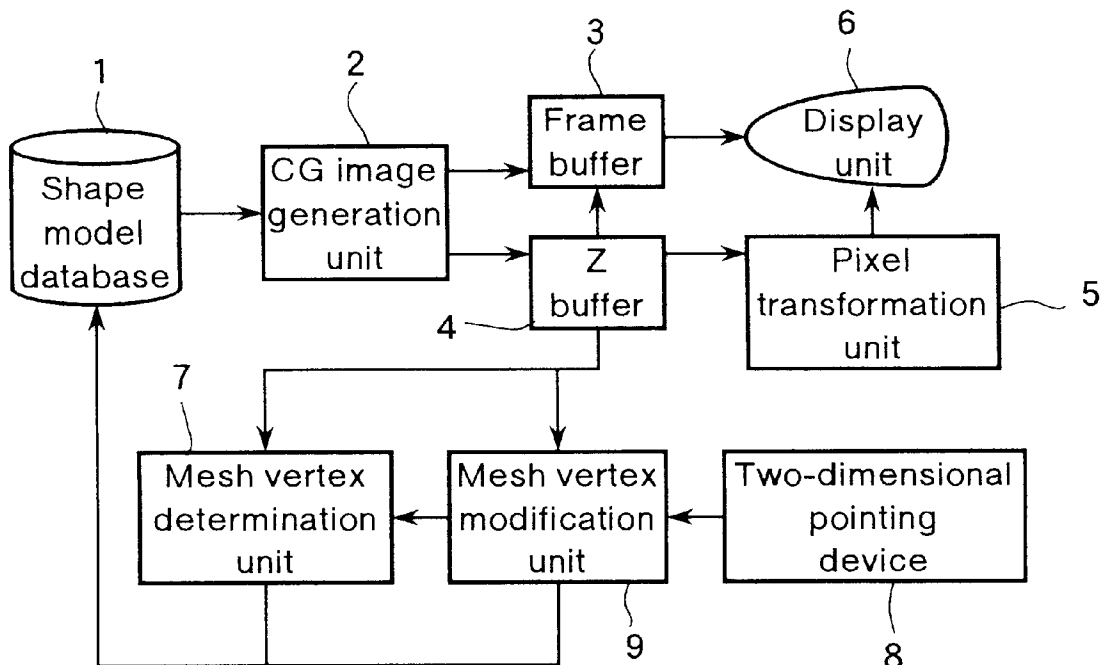 1
2
3
6
Shape
model
database
CG image
generation
unit
Frame
buffer
Display
unit
4
Z
buffer
Pixel
transformation
unit
5
7
Mesh vertex
determination
unit
Mesh vertex
modification
unit
Two-dimensional
pointing
device
9
8